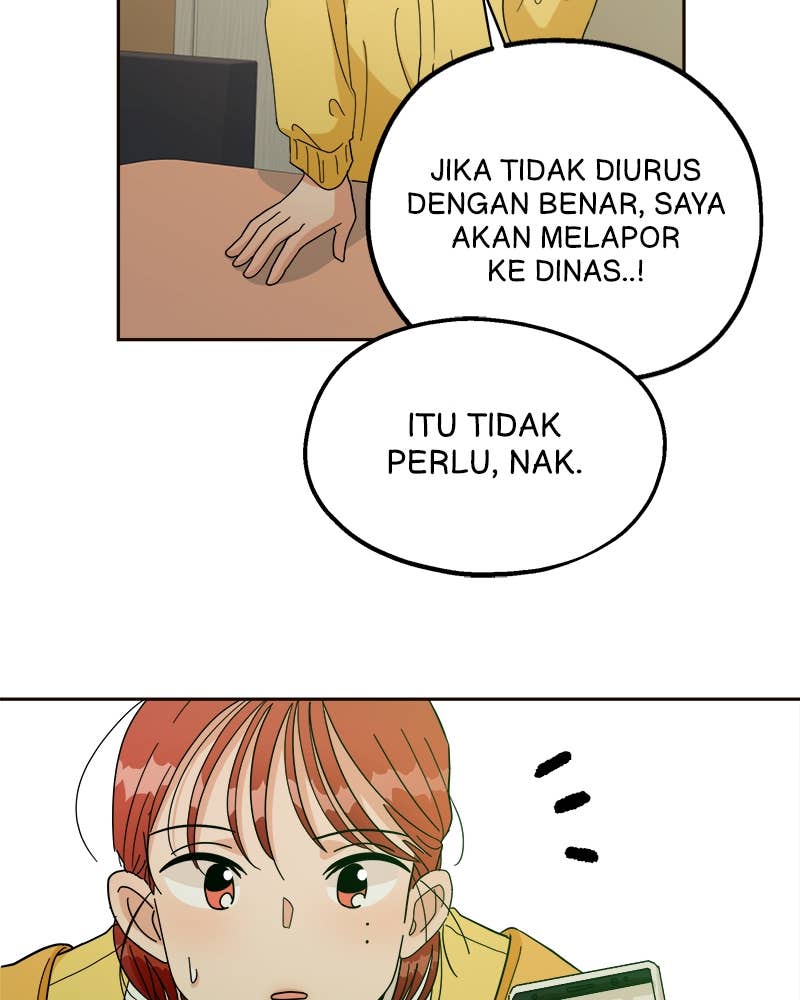 JIKA TIDAK DIURUS
DENGAN BENAR, SAYA
AKAN MELAPOR
KE DINAS..!
ITU TIDAK
PERLU, NAK.